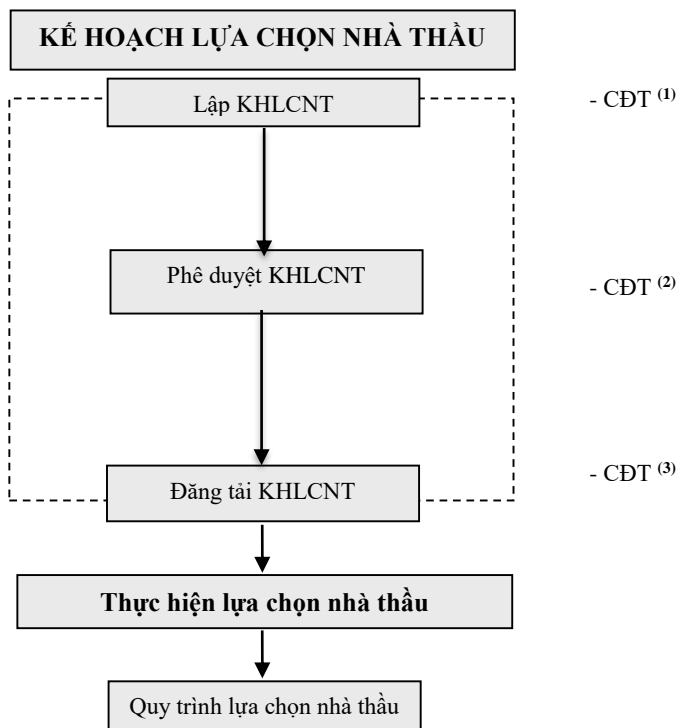 KẾ HOẠCH LỰA CHỌN NHÀ THẦU
Lập KHLCNT
- CĐT (1)
Phê duyệt KHLCNT
- CĐT (2)
Đăng tải KHLCNT
- CĐT (3)
Thực hiện lựa chọn nhà thầu
Quy trình lựa chọn nhà thầu